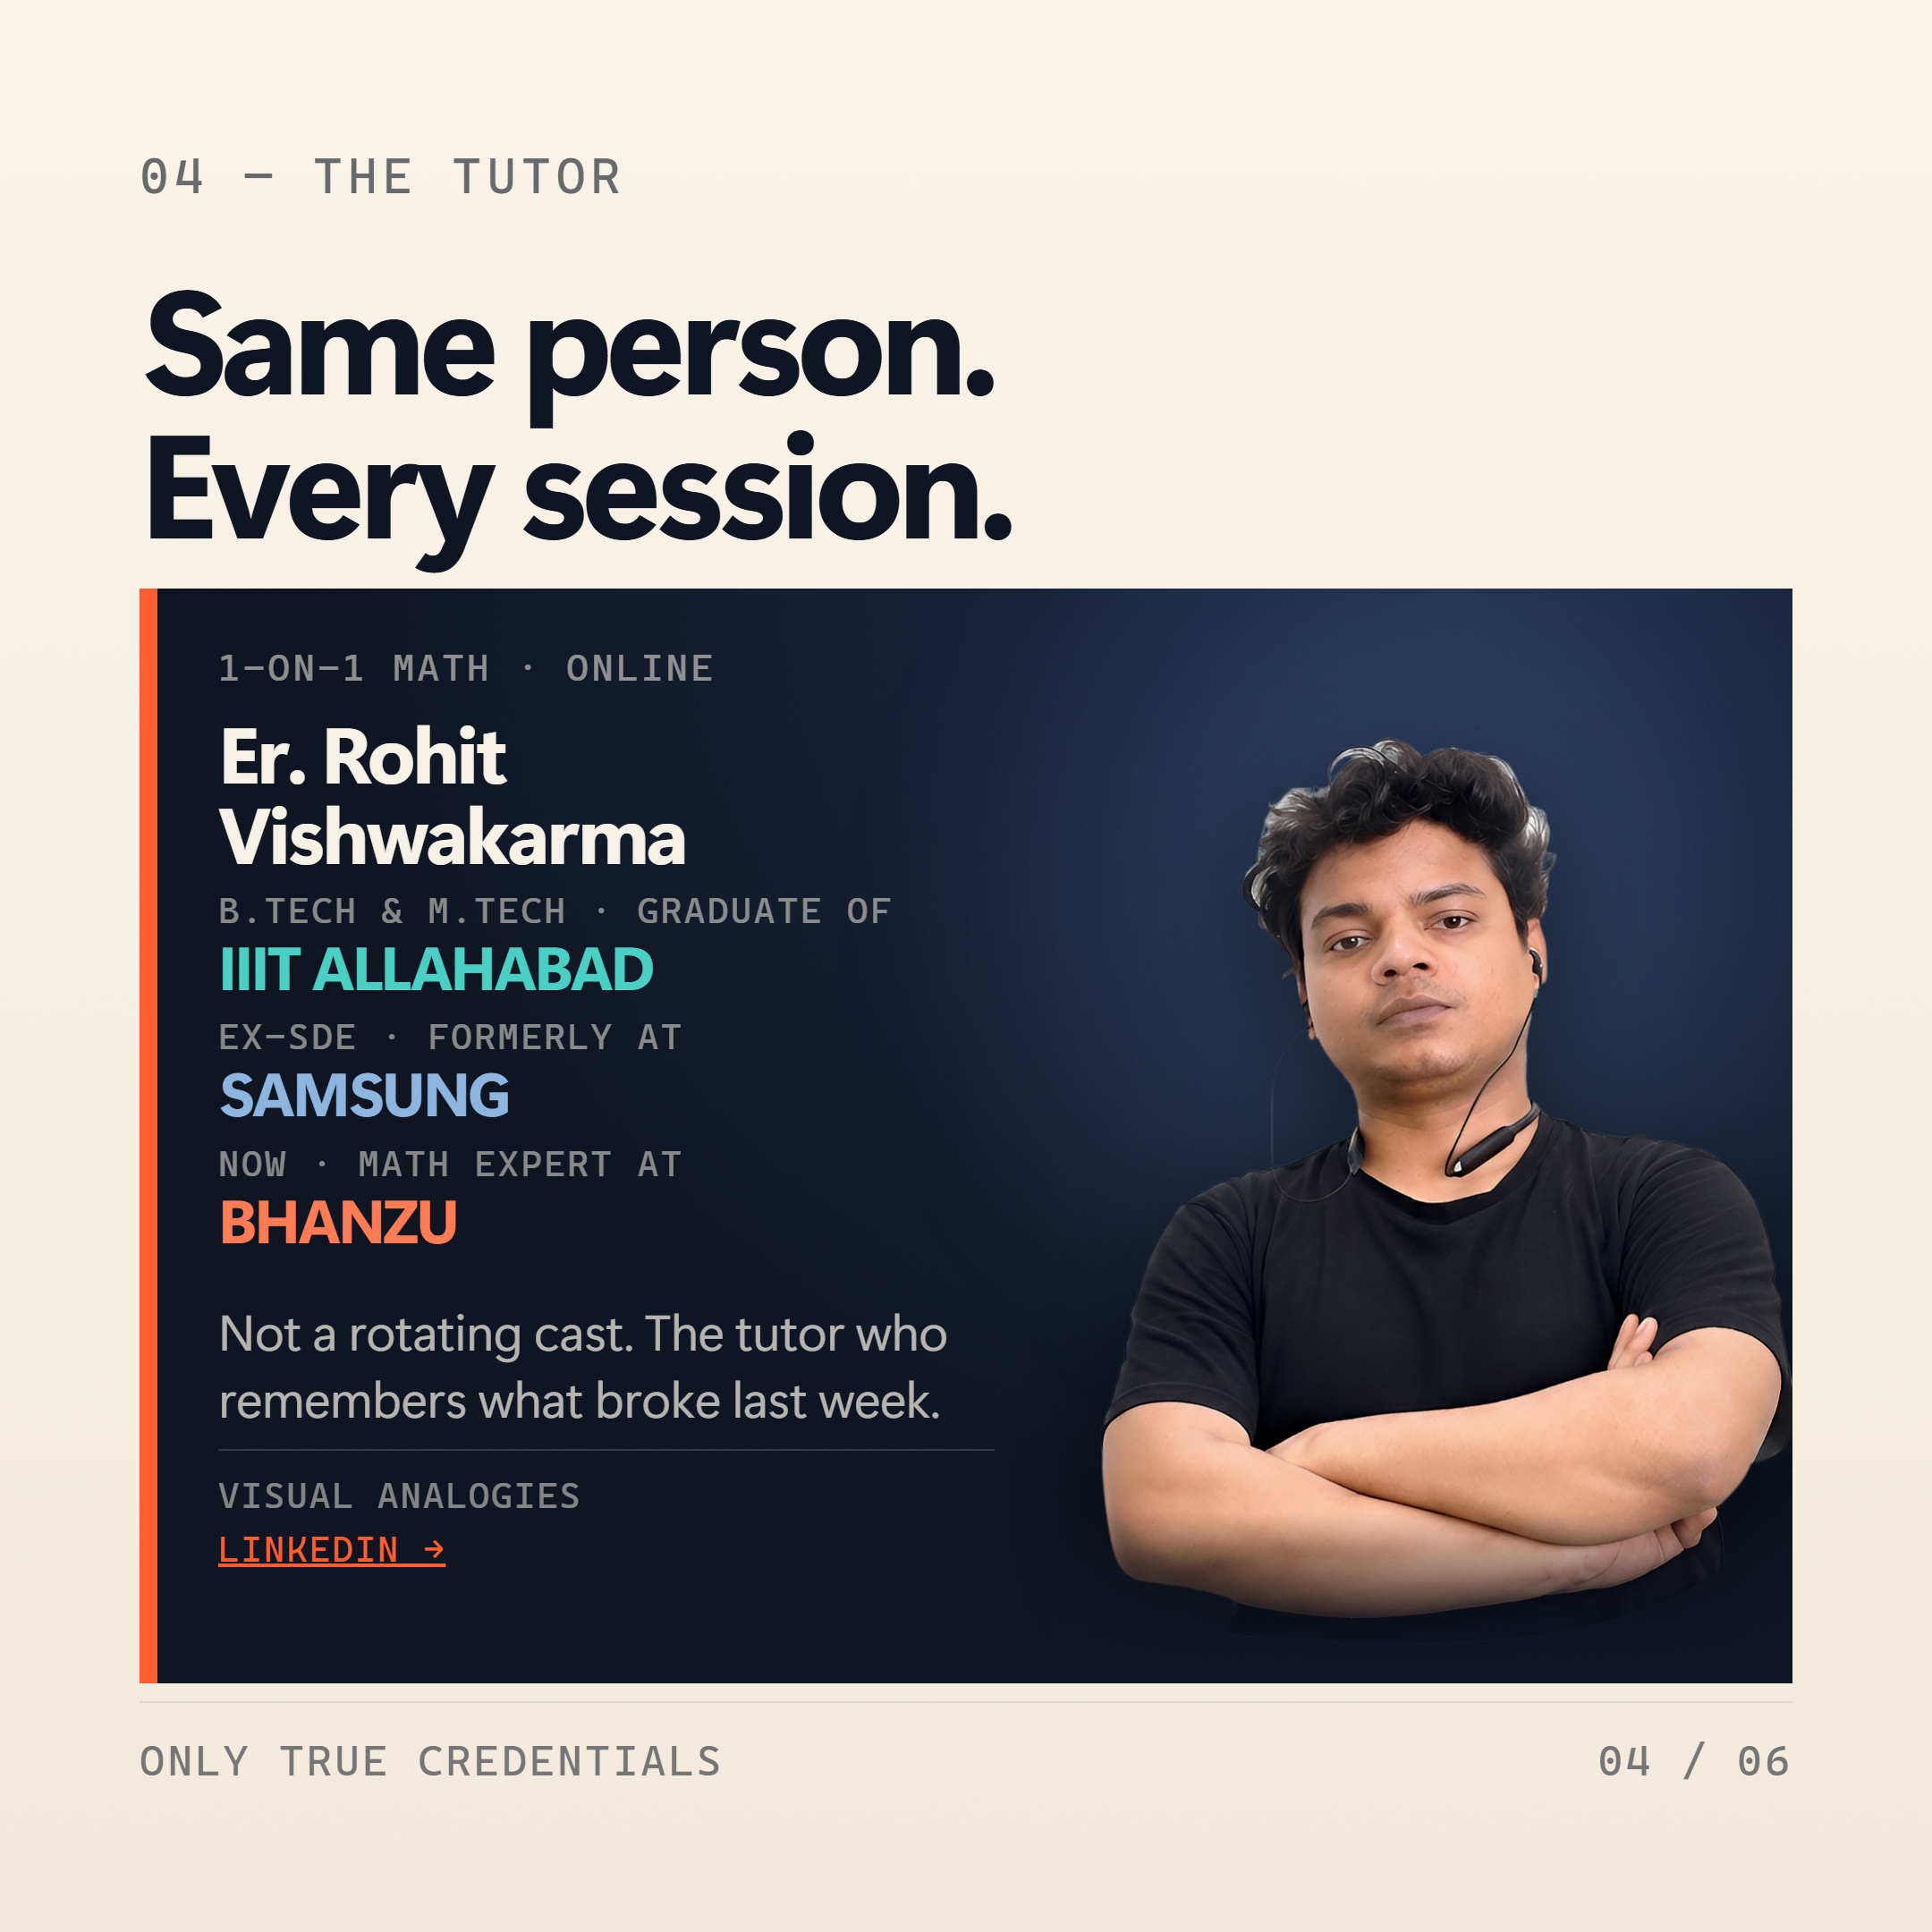 04 — THE TUTOR
Same person.
Every session.
1-ON-1 MATH · ONLINE
Er. Rohit
Vishwakarma
B.TECH & M.TECH · GRADUATE OF
IIIT ALLAHABAD
EX-SDE · FORMERLY AT
SAMSUNG
NOW · MATH EXPERT AT
BHANZU
Not a rotating cast. The tutor who
remembers what broke last week.
VISUAL ANALOGIES
LINKEDIN →
ONLY TRUE CREDENTIALS
04 / 06